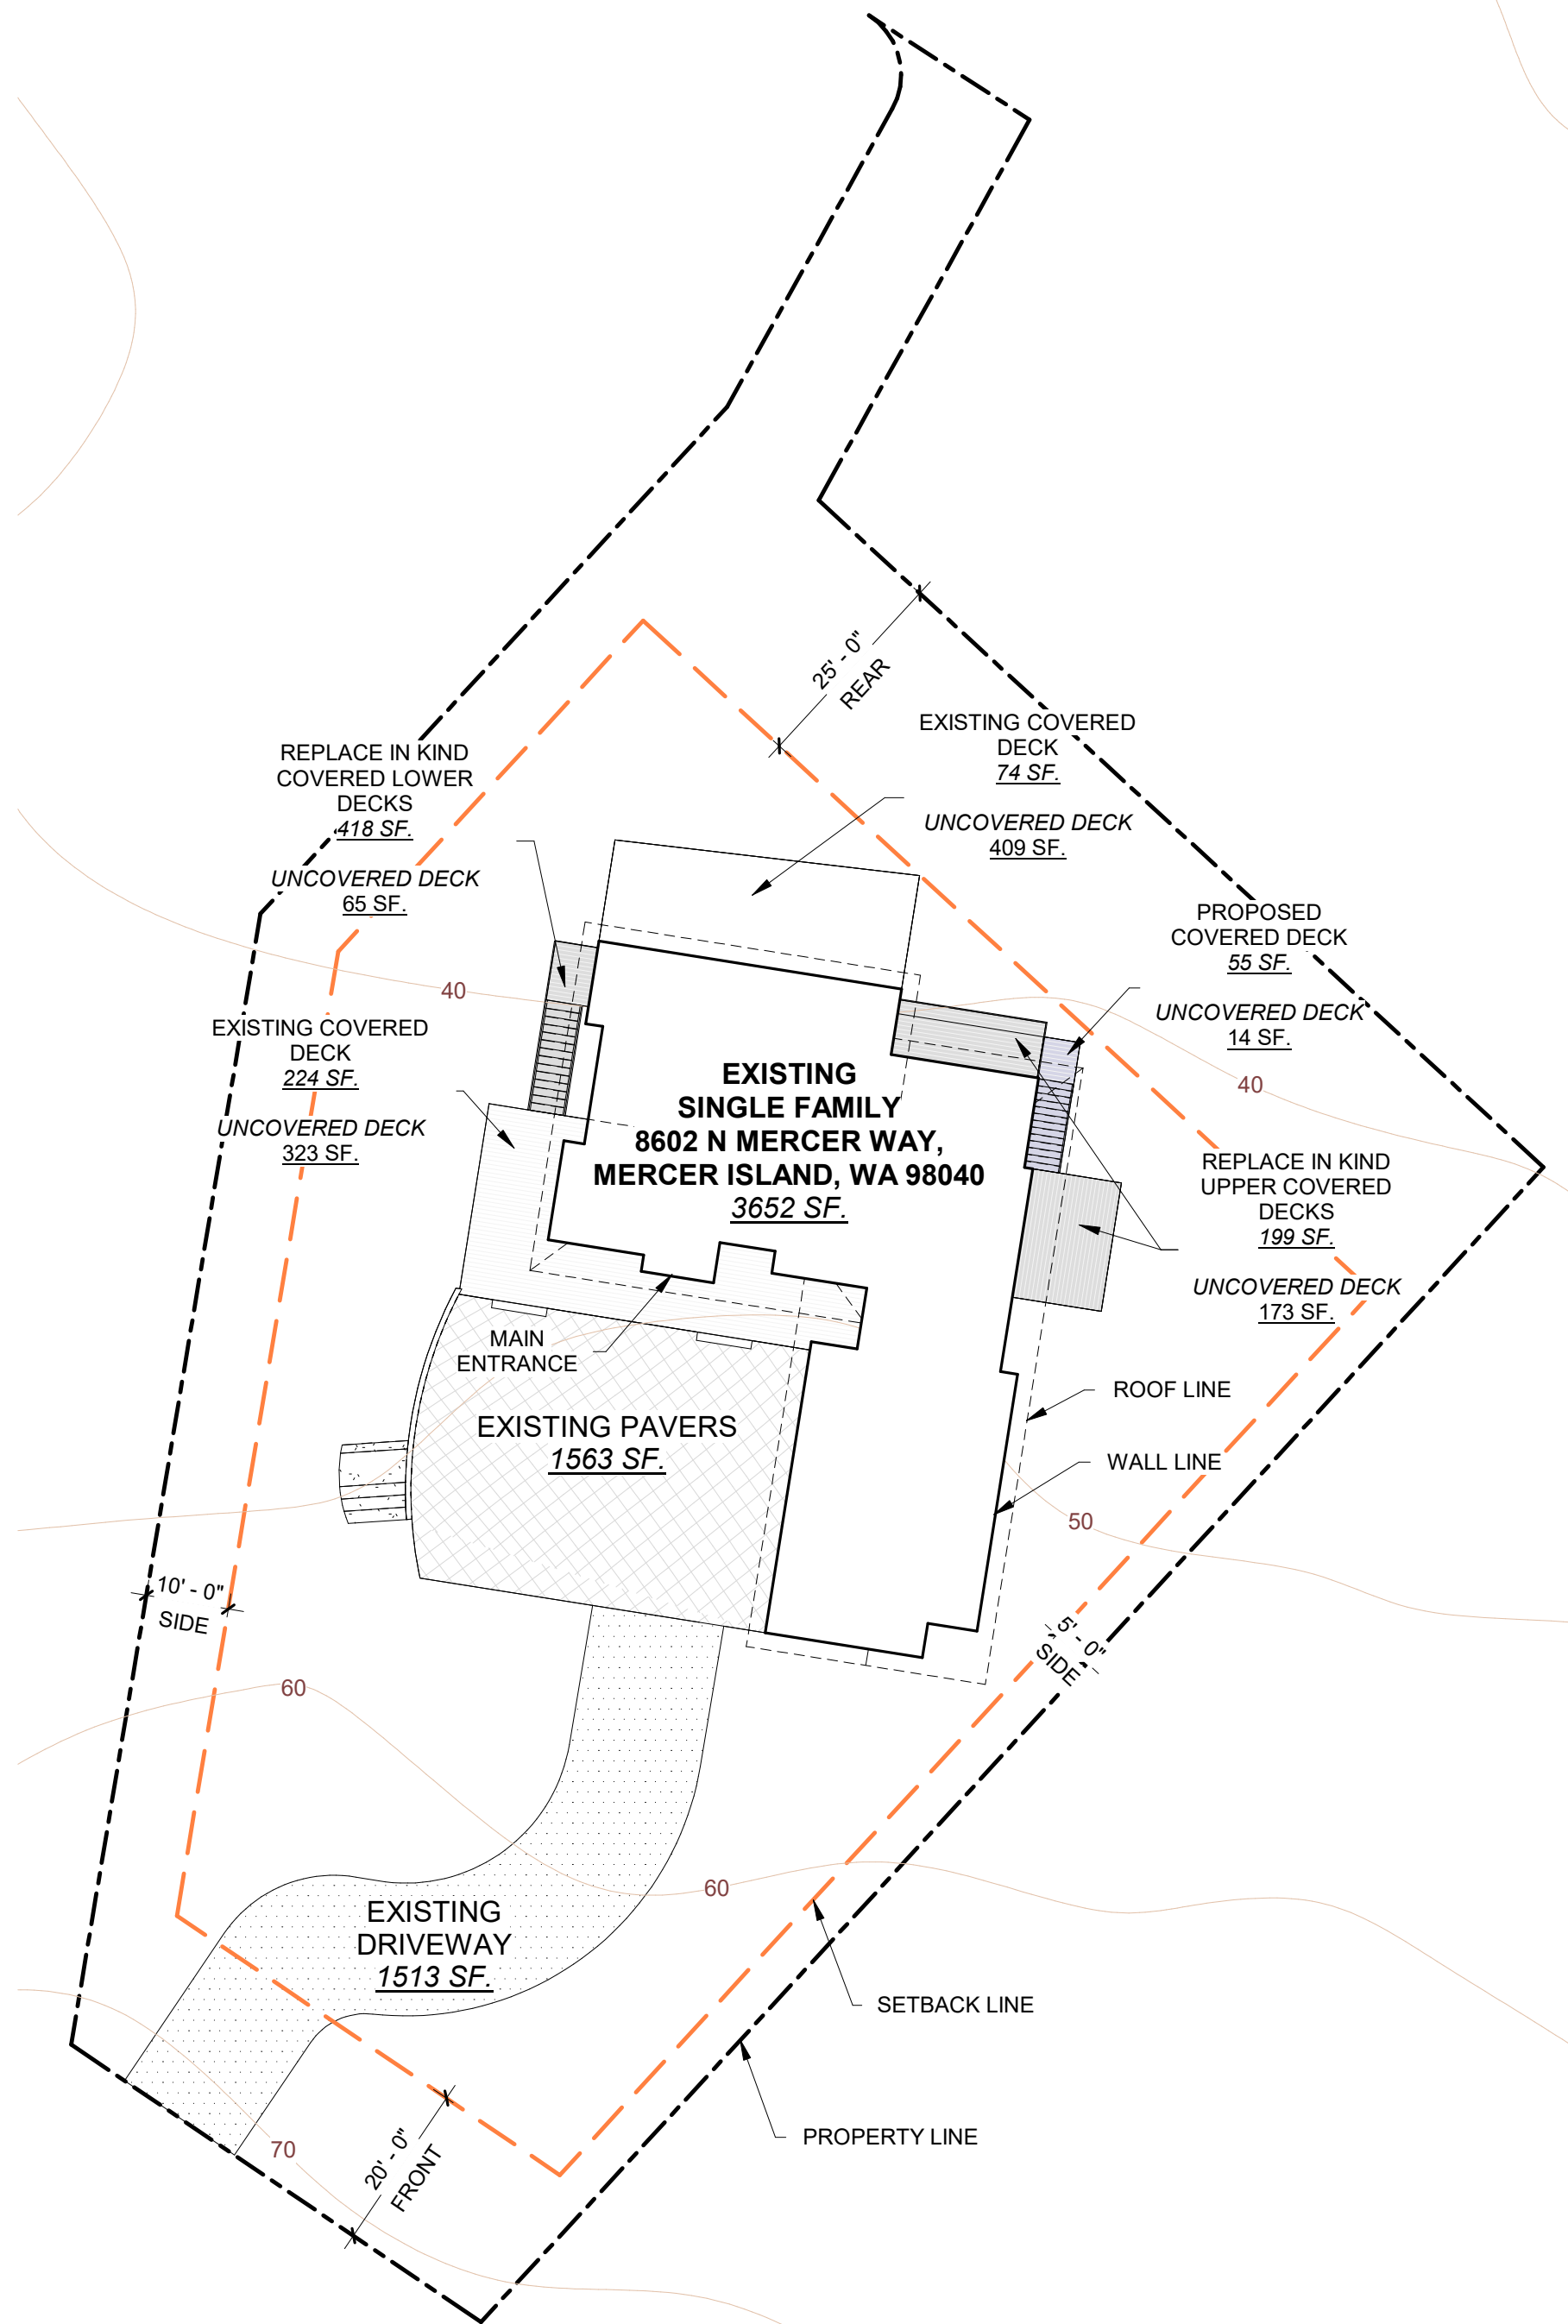 25' - 0"
REAR
EXISTING COVERED
DECK
74 SF.
UNCOVERED DECK
409 SF.
REPLACE IN KIND
COVERED LOWER
DECKS
418 SF.
UNCOVERED DECK
65 SF.
PROPOSED
COVERED DECK
55 SF.
UNCOVERED DECK
14 SF.
40
EXISTING COVERED
DECK
224 SF.
UNCOVERED DECK
323 SF.
EXISTING
SINGLE FAMILY
8602 N MERCER WAY,
MERCER ISLAND, WA 98040
3652 SF.
40
REPLACE IN KIND
UPPER COVERED
DECKS
199 SF.
UNCOVERED DECK
173 SF.
MAIN
ENTRANCE
EXISTING PAVERS
1563 SF.
ROOF LINE
WALL LINE
50
10' - 0"
SIDE
5' - 0"
SIDE
60
60
EXISTING
DRIVEWAY
1513 SF.
SETBACK LINE
PROPERTY LINE
70
20' - 0"
FRONT